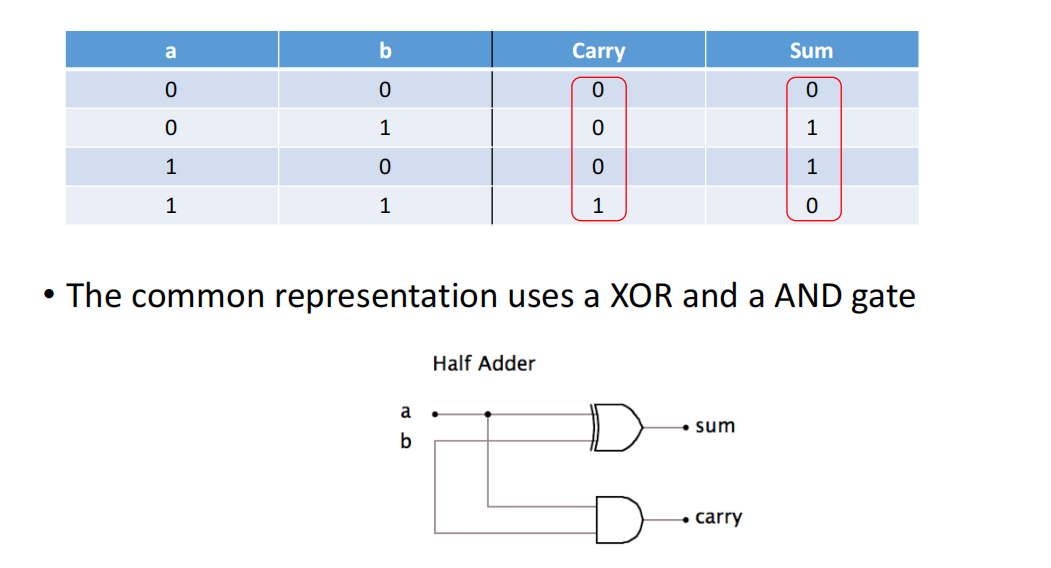 a b Carry Sum
0 0 0 0
0 1 0 1
1 0 0 1
1 1 1 0
• The common representation uses a XOR and a AND gate
Half Adder
a
sum
b
carry